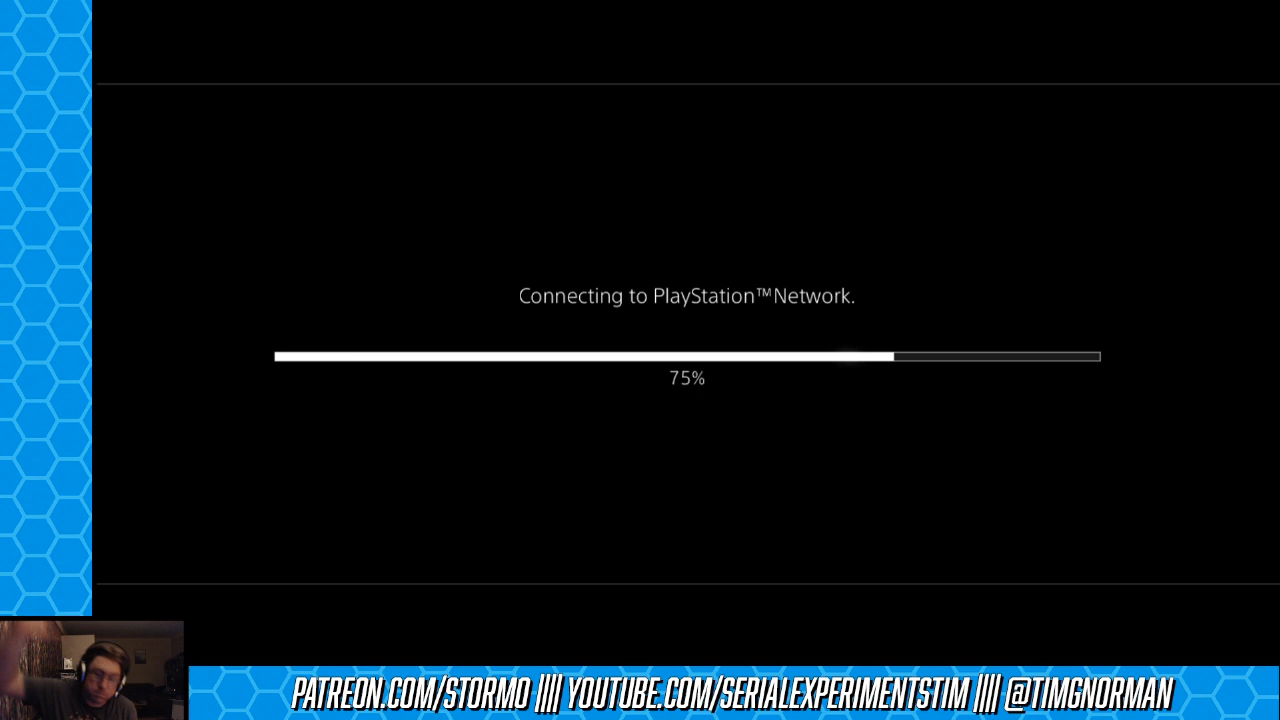 Connecting to PlayStation™Network.
75%
PATREON.COM/STORMO |||| YOUTUBE.COM/SERIALEXPERIMENTSTIM |||| @TIMGNORMAN